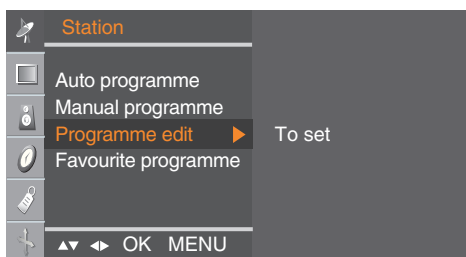 Station
Auto programme
Manual programme
Programme edit ▶ To set
Favourite programme
▲▼ ◀▶ OK MENU